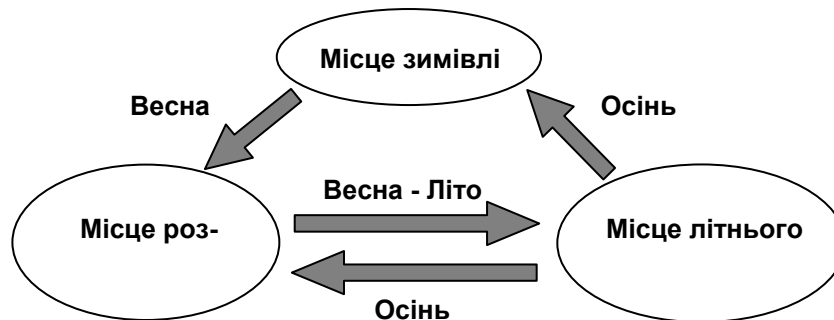 Місце зимівлі
Весна
Осінь
Весна - Літо
Місце роз-
Місце літнього
Осінь